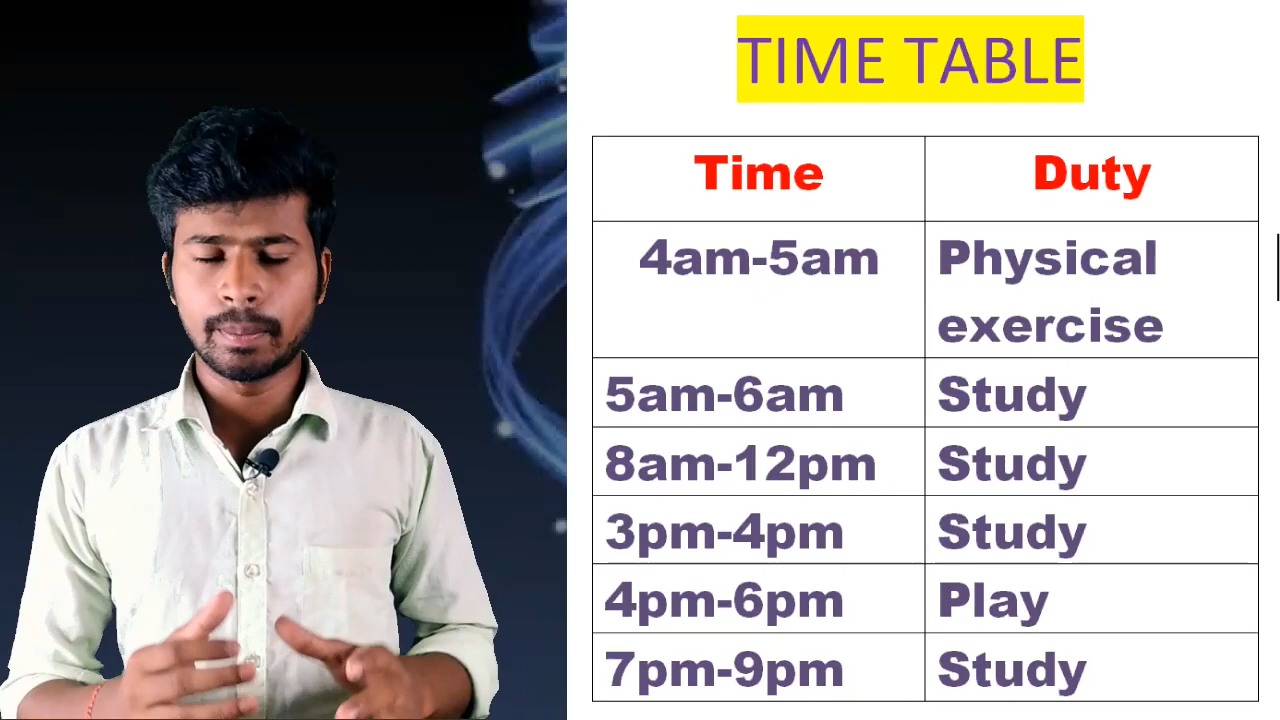 TIME TABLE
Time Duty
4am-5am Physical
exercise
5am-6am Study
8am-12pm Study
3pm-4pm Study
4pm-6pm Play
7pm-9pm Study